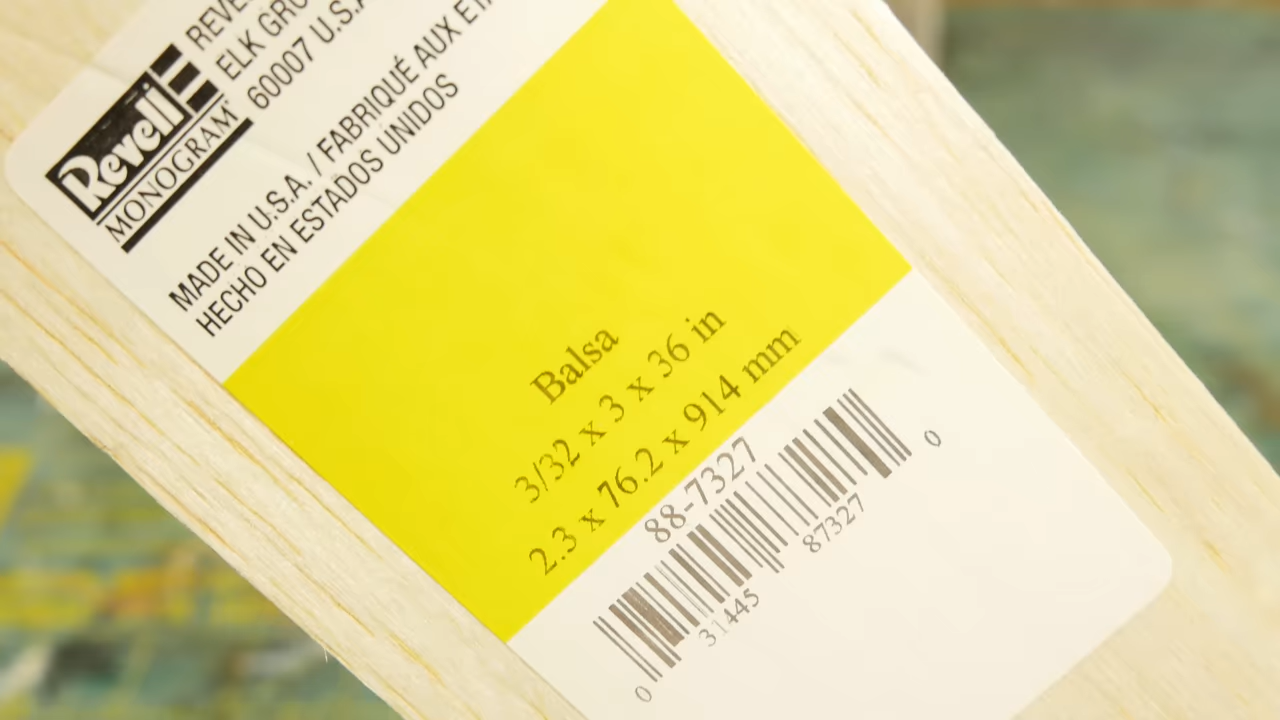 Revell
MONOGRAM
REVE
ELK GRO
60007 U.S.A
MADE IN U.S.A. / FABRIQUÉ AUX ETA
HECHO EN ESTADOS UNIDOS
Balsa
3/32 x 3 x 36 in
2.3 x 76.2 x 914 mm
88-7327
0 31445 87327 0